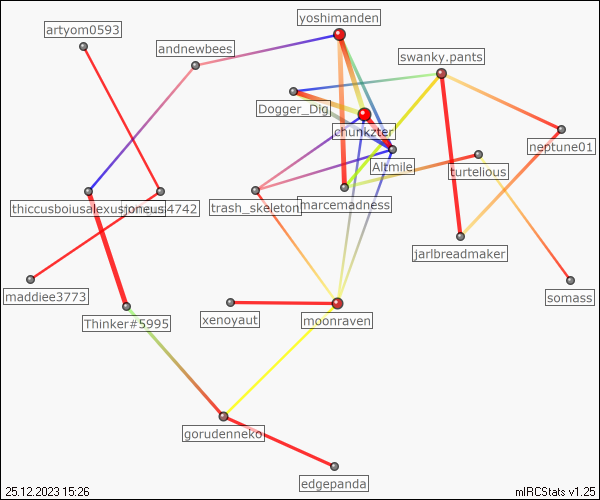 yoshimanden
artyom0593
andnewbees
swanky.pants
Dogger_Dig
chunkzter
neptune01
Altmile
turtelious
thiccusboiusalexus
4742
trash_skeleton
marcemadness
jarlbreadmaker
maddiee3773
somass
Thinker#5995
xenoyaut
moonraven
gorudenneko
edgepanda
25.12.2023 15:26
mIRCStats v1.25